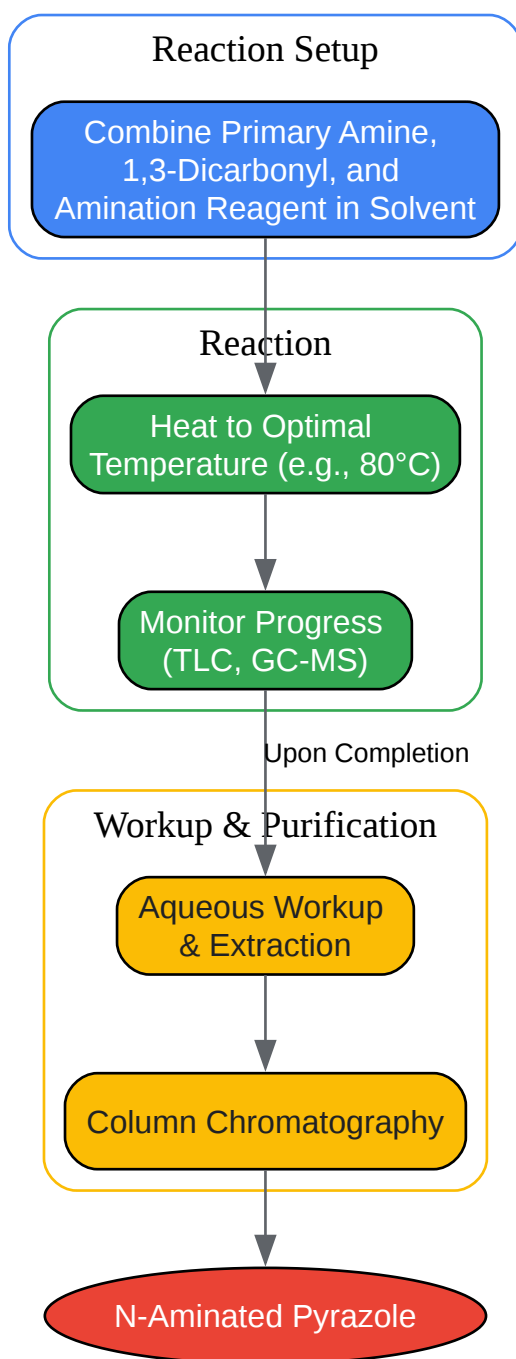 Reaction Setup
Combine Primary Amine,
1,3-Dicarbonyl, and
Amination Reagent in Solvent
Reaction
Heat to Optimal
Temperature (e.g., 80°C)
Monitor Progress
(TLC, GC-MS)
Upon Completion
Workup & Purification
Aqueous Workup
& Extraction
Column Chromatography
N-Aminated Pyrazole